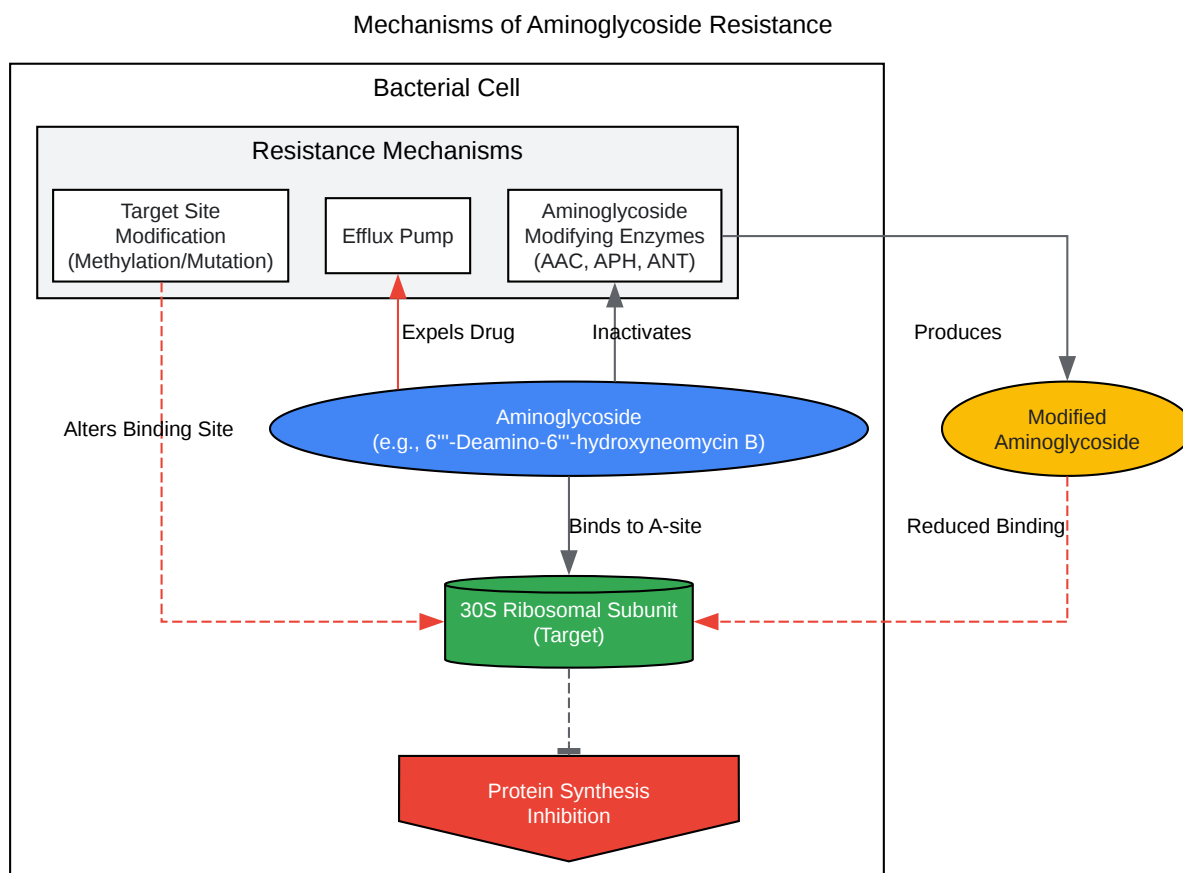 Mechanisms of Aminoglycoside Resistance
Bacterial Cell
Resistance Mechanisms
Target Site
Modification
(Methylation/Mutation)
Efflux Pump
Aminoglycoside
Modifying Enzymes
(AAC, APH, ANT)
Expels Drug
Inactivates
Produces
Alters Binding Site
Aminoglycoside
(e.g., 6'''-Deamino-6'''-hydroxyneomycin B)
Modified
Aminoglycoside
Binds to A-site
Reduced Binding
30S Ribosomal Subunit
(Target)
Protein Synthesis
Inhibition